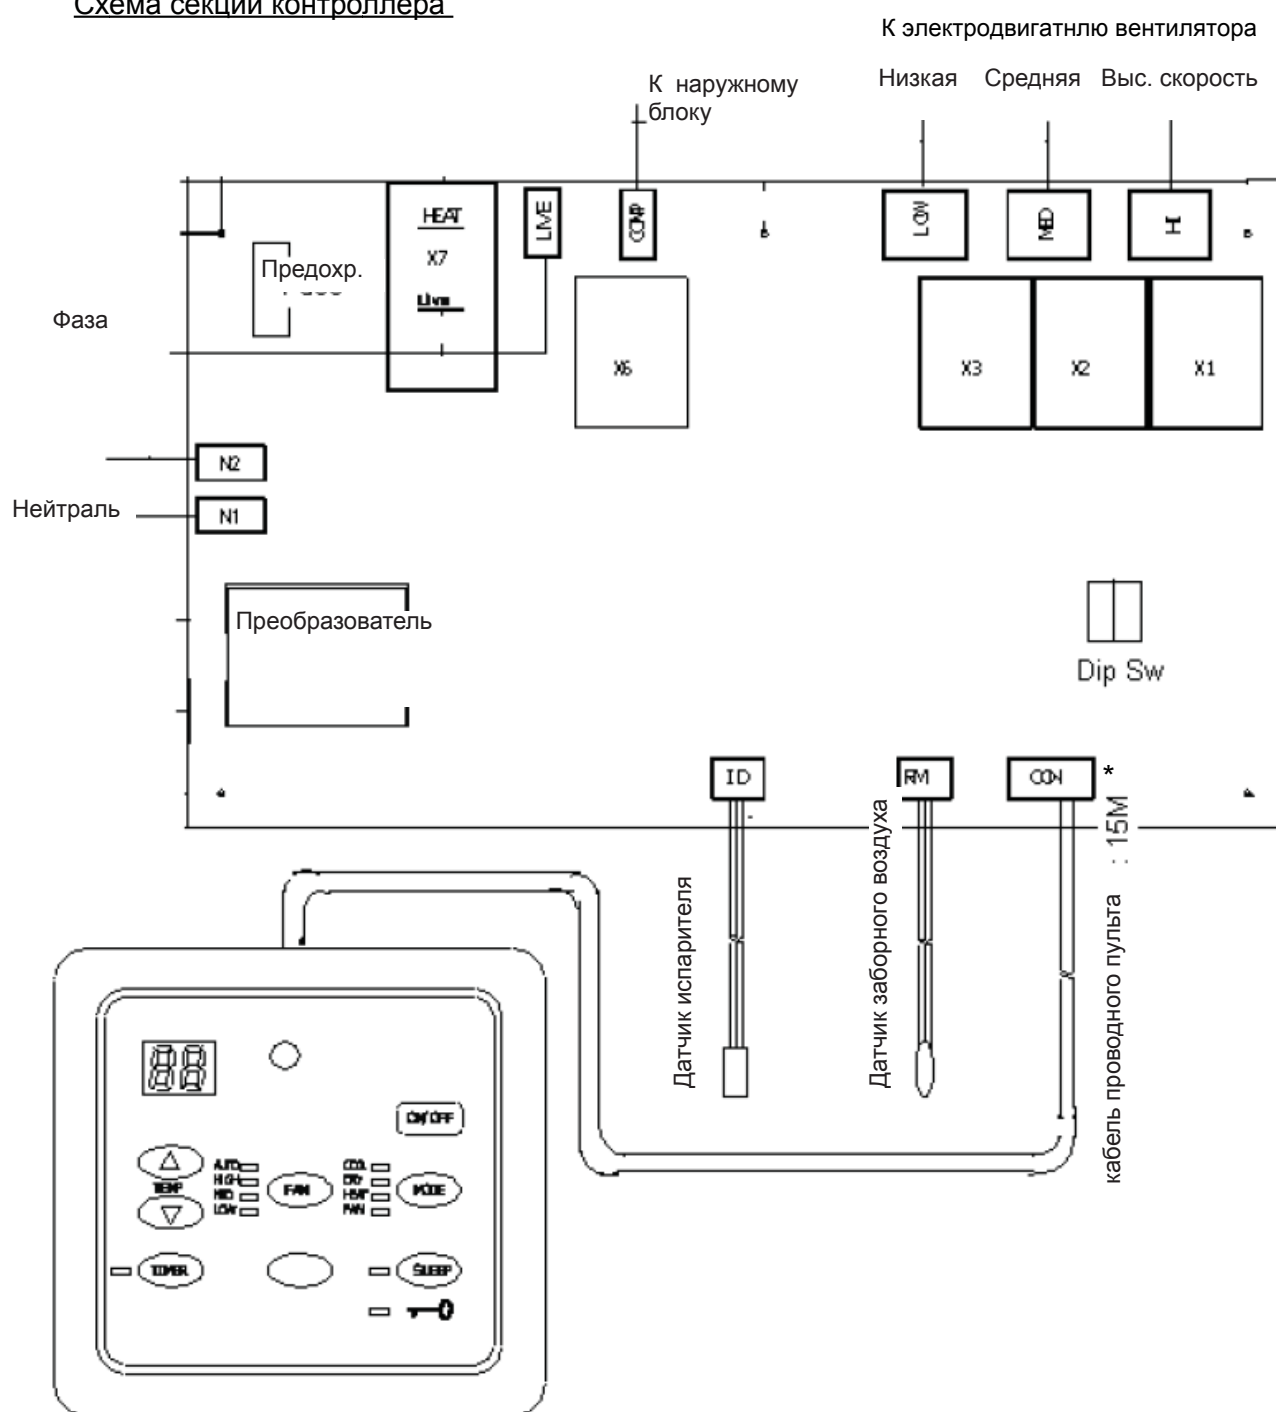 Схема секции контроллера
К электродвигатнлю вентилятора
К наружному
блоку
Низкая Средняя Выс. скорость
HEAT
X7
Live
LIVE
COMP
LOW
MED
HI
Предохр.
Фаза
X6
X3
X2
X1
N2
Нейтраль
N1
Преобразователь
Dip Sw
ID
RM
CON
*
Датчик испарителя
Датчик заборного воздуха
кабель проводного пульта : 15M
88
ON/OFF
TEMP
AUTO
HIGH
MED
LOW
FAN
COOL
DRY
HEAT
FAN
MODE
TIMER
SLEEP